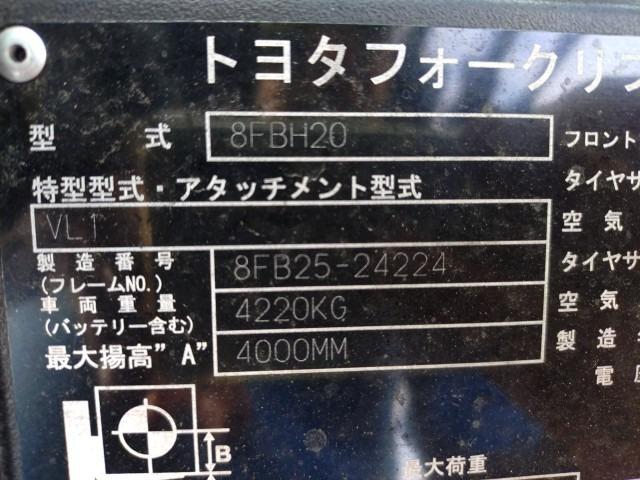 トヨタフォークリフ
型 式 8FBH20 フロント
特型型式・アタッチメント型式 タイヤサ
VL1 空 気
製造番号 (フレームNO.) 8FB25-24224 タイヤサ
車両重量 (バッテリー含む) 4220KG 空 気
最大揚高"A" 4000MM 製 造
電
B
最大荷重